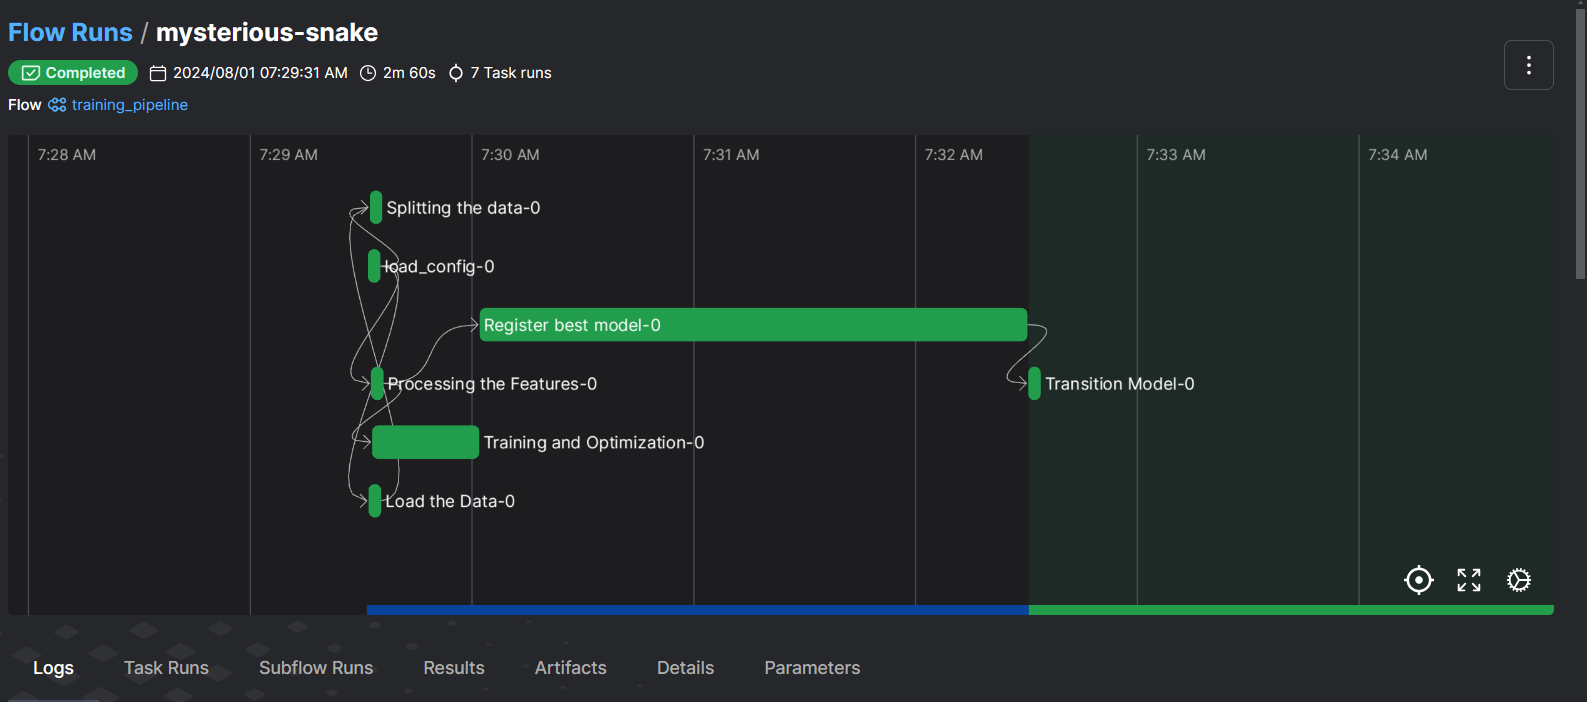 Flow Runs / mysterious-snake
Completed 2024/08/01 07:29:31 AM 2m 60s 7 Task runs
Flow training_pipeline
7:28 AM 7:29 AM 7:30 AM 7:31 AM 7:32 AM 7:33 AM 7:34 AM
Splitting the data-0
load_config-0
Register best model-0
Processing the Features-0 Transition Model-0
Training and Optimization-0
Load the Data-0
Logs Task Runs Subflow Runs Results Artifacts Details Parameters